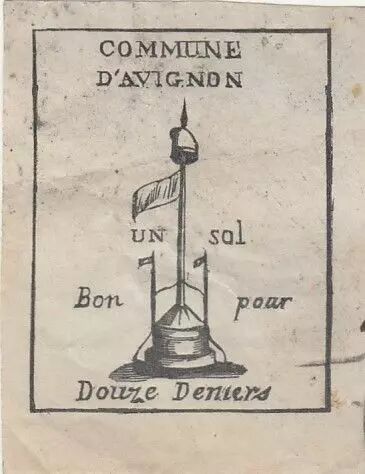 COMMUNE
D'AVIGNON
UN sol
Bon pour
Douze Deniers